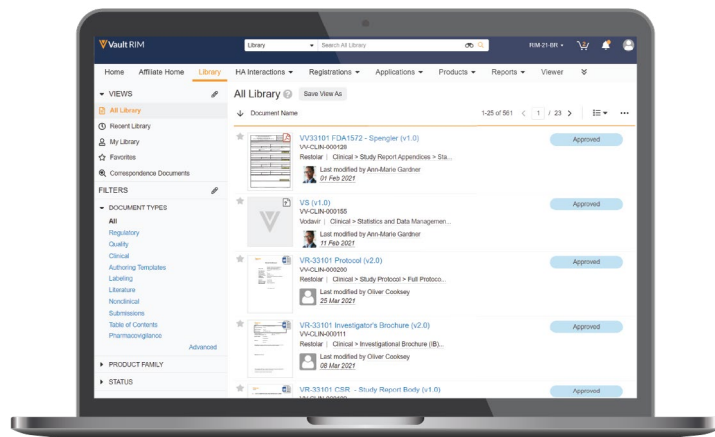 Vault RIM
Library
Search All Library
RIM-21-BR
Home Affiliate Home Library HA Interactions Registrations Applications Products Reports Viewer
VIEWS
All Library
Recent Library
My Library
Favorites
Correspondence Documents
FILTERS
DOCUMENT TYPES
All
Regulatory
Quality
Clinical
Authoring Templates
Labeling
Literature
Nonclinical
Submissions
Table of Contents
Pharmacovigilance
Advanced
PRODUCT FAMILY
STATUS
All Library Save View As
Document Name 1-25 of 561 1 / 23
VV33101 FDA1572 - Spengler (v1.0) Approved
VV-CLIN-000128
Restolar | Clinical > Study Report Appendices > Sta...
Last modified by Ann-Marie Gardner
01 Feb 2021
VS (v1.0) Approved
VV-CLIN-000155
Vodavir | Clinical > Statistics and Data Managemen...
Last modified by Ann-Marie Gardner
11 Feb 2021
VR-33101 Protocol (v2.0) Approved
VV-CLIN-000200
Restolar | Clinical > Study Protocol > Full Protoco...
Last modified by Oliver Cooksey
25 Mar 2021
VR-33101 Investigator's Brochure (v2.0) Approved
VV-CLIN-000111
Restolar | Clinical > Investigational Brochure (IB)...
Last modified by Oliver Cooksey
08 Mar 2021
VR-33101 CSR - Study Report Body (v1.0) Approved